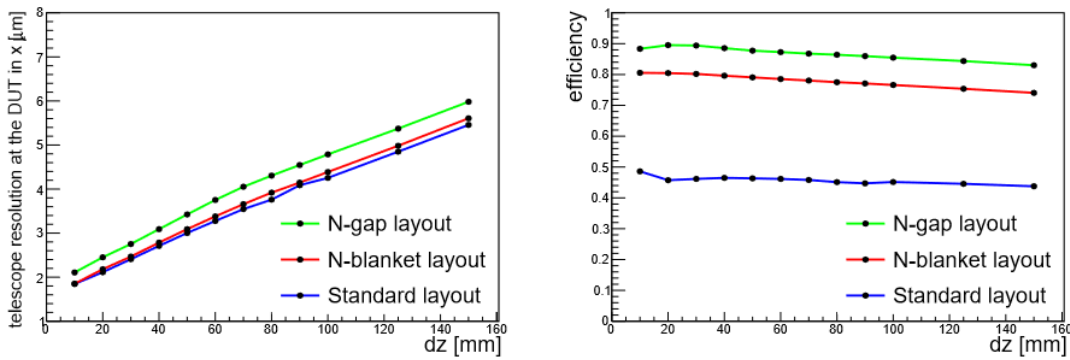 telescope resolution at the DUT in x [μm]
8
7
6
5
4
3
2
1
0 20 40 60 80 100 120 140 160
dz [mm]
N-gap layout
N-blanket layout
Standard layout
efficiency
1
0.9
0.8
0.7
0.6
0.5
0.4
0.3
0.2
0.1
0
0 20 40 60 80 100 120 140 160
dz [mm]
N-gap layout
N-blanket layout
Standard layout